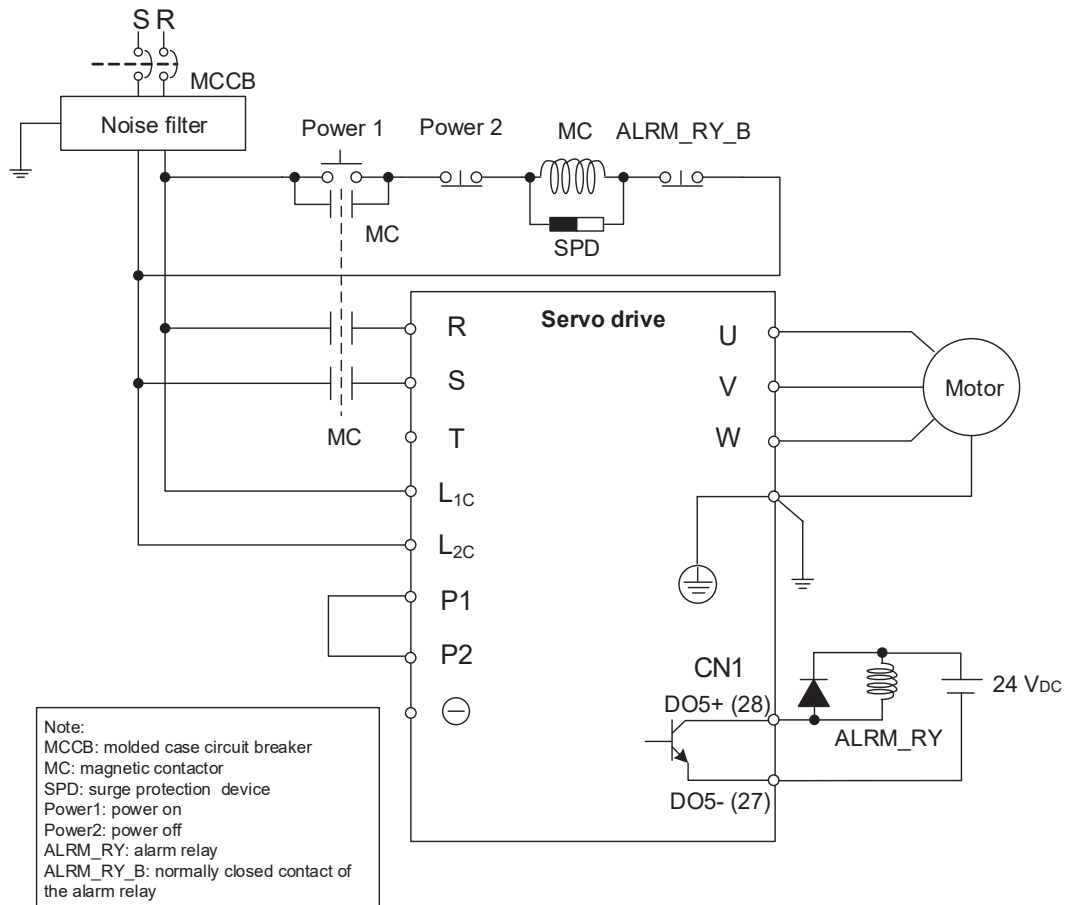 S R
MCCB
Noise filter
Power 1
Power 2
MC
ALRM_RY_B
MC
SPD
Servo drive
R
S
T
MC
L1C
L2C
P1
P2
U
V
W
Motor
CN1
DO5+ (28)
DO5- (27)
ALRM_RY
24 VDC
Note:
MCCB: molded case circuit breaker
MC: magnetic contactor
SPD: surge protection device
Power1: power on
Power2: power off
ALRM_RY: alarm relay
ALRM_RY_B: normally closed contact of
the alarm relay